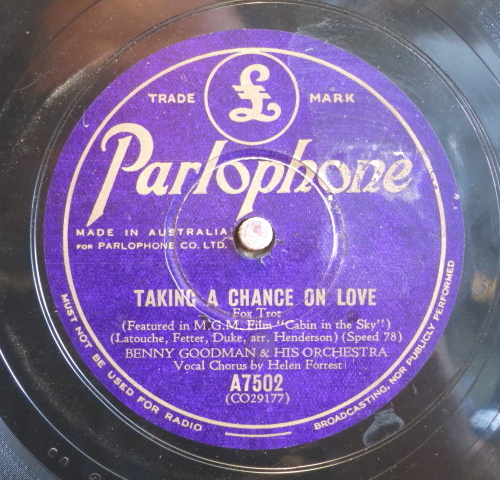 TRADE MARK
Parlophone
MADE IN AUSTRALIA
FOR PARLOPHONE CO. LTD.
TAKING A CHANCE ON LOVE
Fox Trot
(Featured in M.G.M. Film "Cabin in the Sky")
(Latouche, Fetter, Duke, arr. Henderson) (Speed 78)
BENNY GOODMAN & HIS ORCHESTRA
Vocal Chorus by Helen Forrest
A7502
(CO29177)
MUST NOT BE USED FOR RADIO BROADCASTING, NOR PUBLICLY PERFORMED